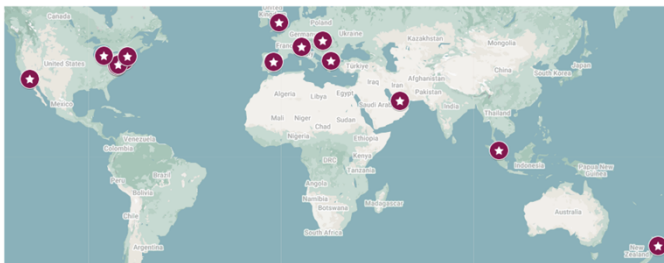 Canada
Poland
Germany
Ukraine
Kazakhstan
Mongolia
United States
Türkiye
China
Japan
South Korea
Iraq
Iran
Afghanistan
Pakistan
Mexico
Algeria
Libya
Egypt
Saudi Arabia
India
Thailand
Mali
Niger
Chad
Sudan
Nigeria
Ethiopia
Venezuela
Colombia
DRC
Kenya
Indonesia
Papua New
Guinea
Tanzania
Peru
Brazil
Angola
Bolivia
Namibia
Botswana
Madagascar
Australia
Chile
South Africa
Argentina
New
Zealand